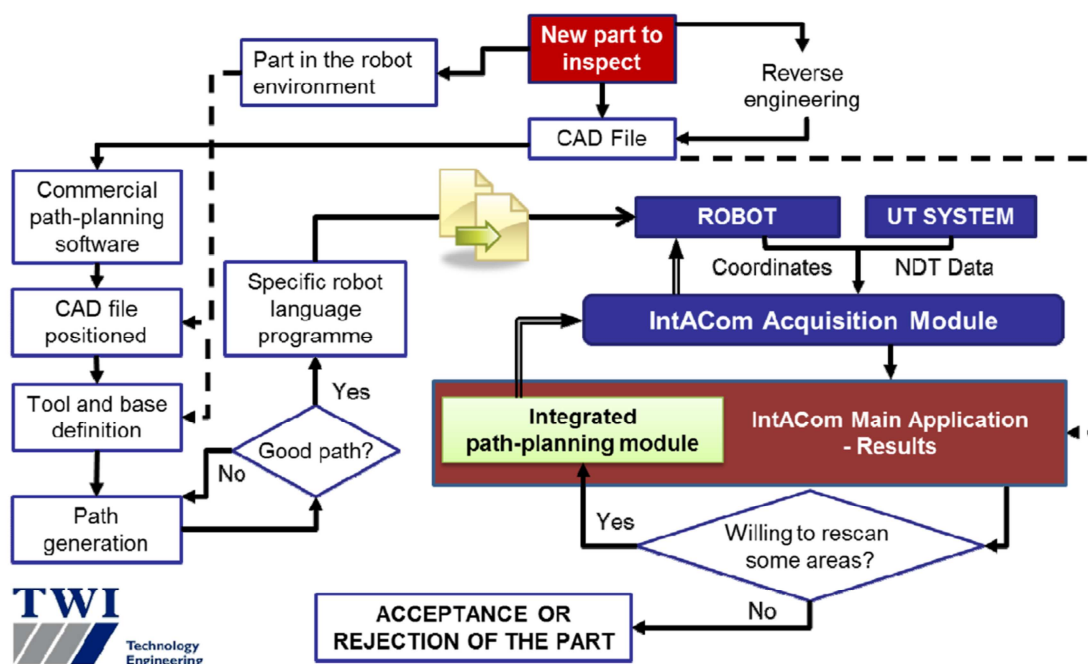 New part to
inspect
Part in the robot
environment
Reverse
engineering
CAD File
Commercial
path-planning
software
ROBOT
UT SYSTEM
Coordinates
NDT Data
Specific robot
language
programme
CAD file
positioned
IntACom Acquisition Module
Yes
Tool and base
definition
Integrated
path-planning module
IntACom Main Application
- Results
Good path?
No
Path
generation
Yes
Willing to rescan
some areas?
No
ACCEPTANCE OR
REJECTION OF THE PART
TWI
Technology
Engineering